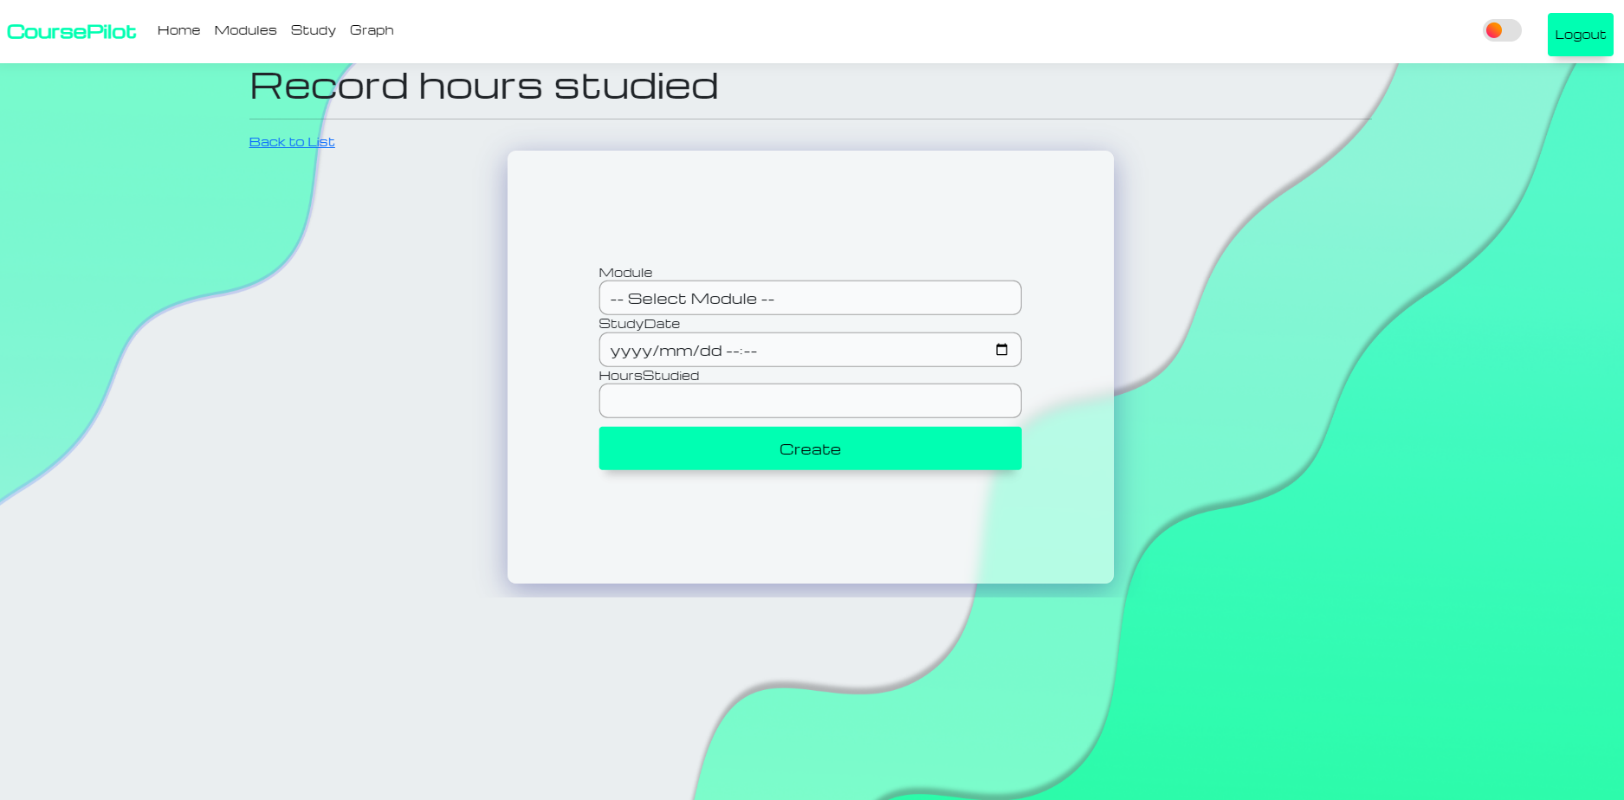 CoursePilot Home Modules Study Graph Logout
Record hours studied
Back to List
Module
-- Select Module --
StudyDate
yyyy/mm/dd --:--
HoursStudied
Create